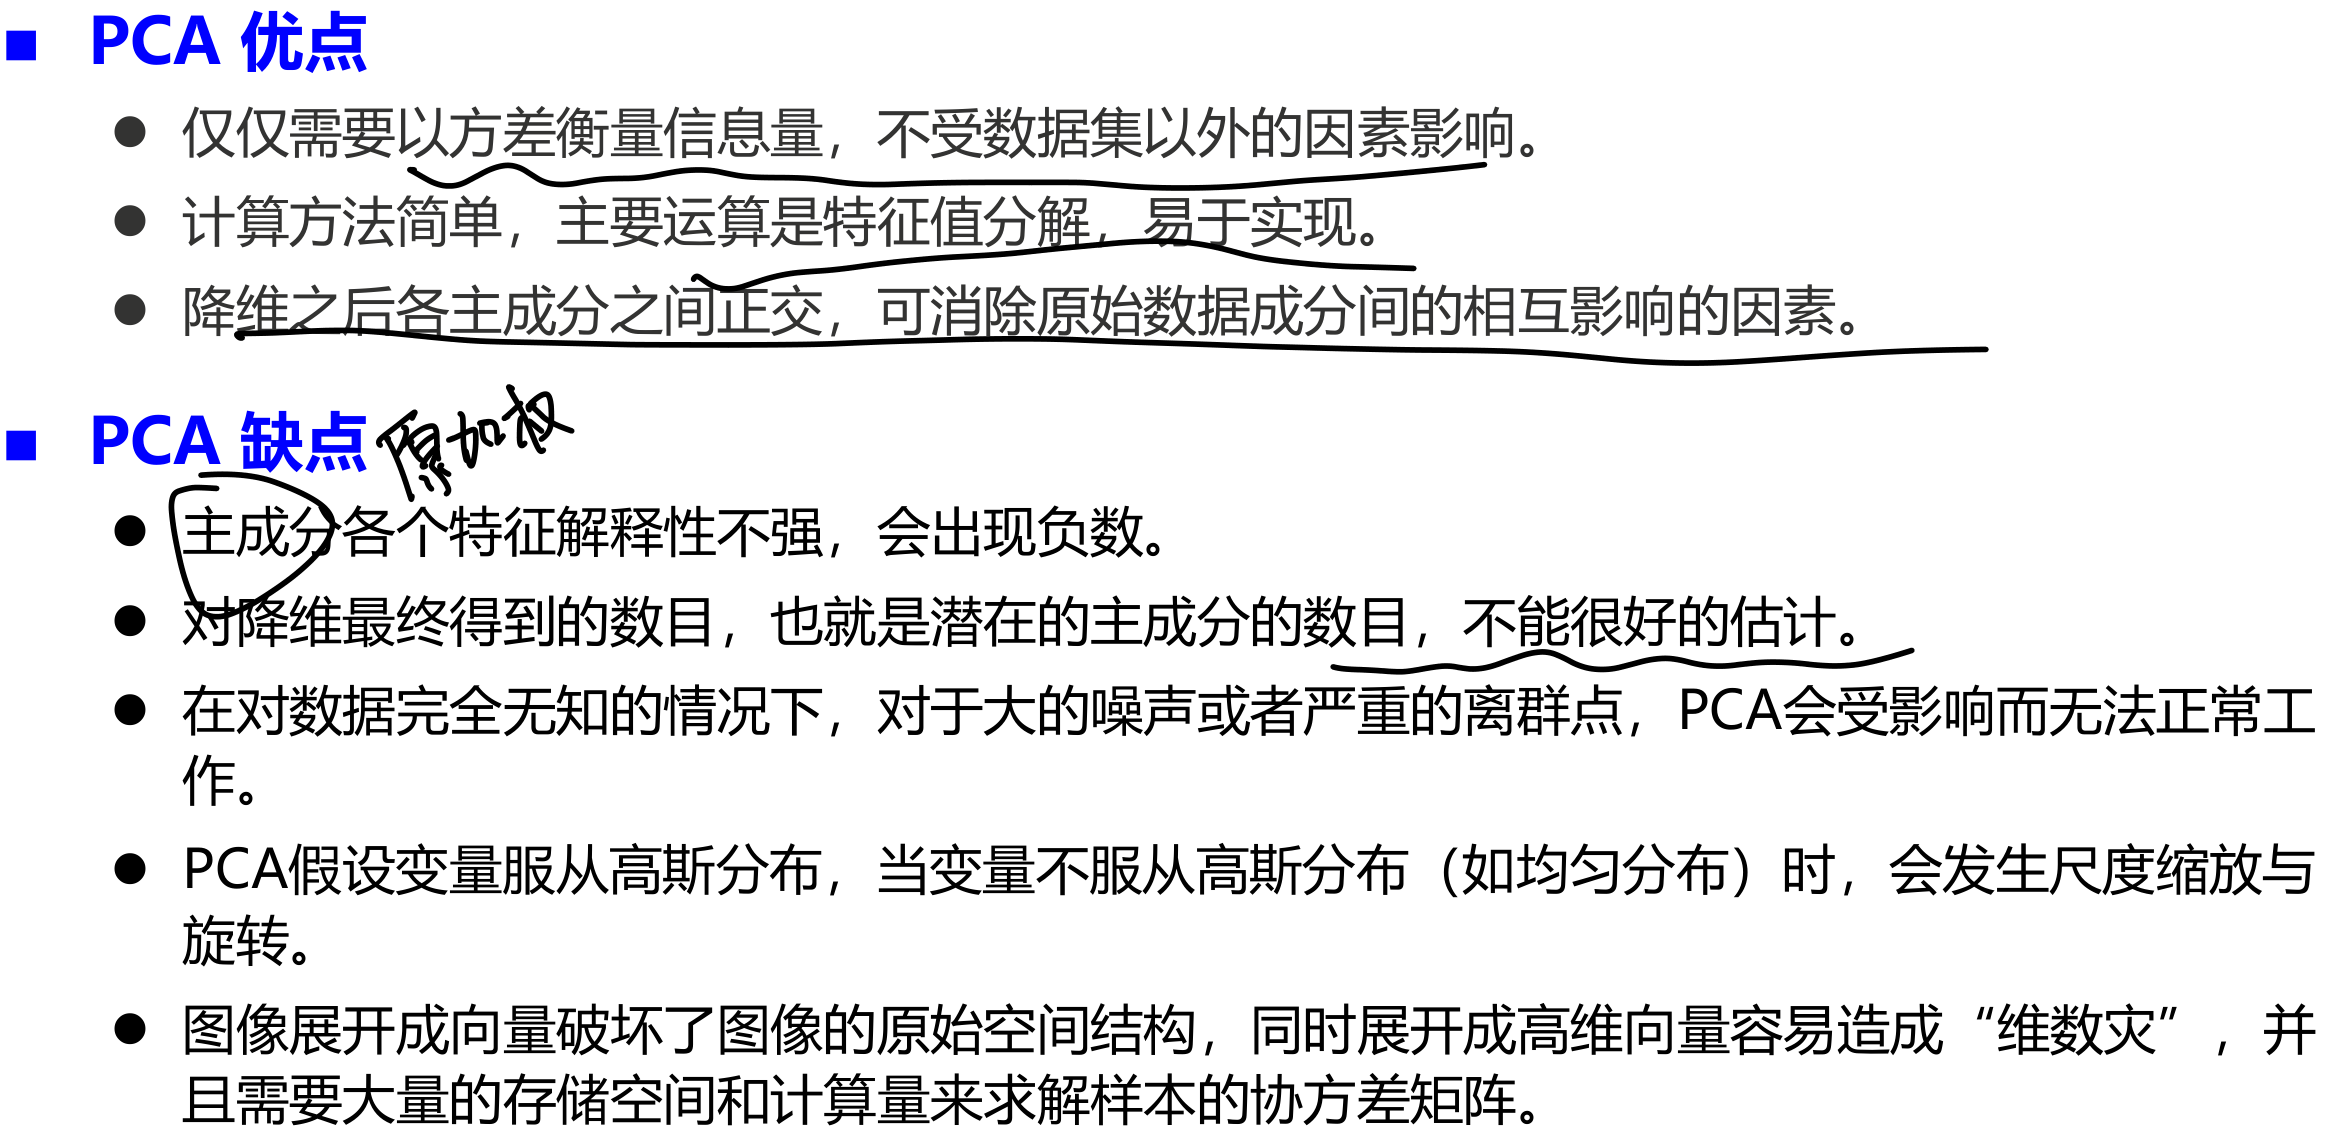 PCA 优点
仅仅需要以方差衡量信息量，不受数据集以外的因素影响。
计算方法简单，主要运算是特征值分解，易于实现。
降维之后各主成分之间正交，可消除原始数据成分间的相互影响的因素。
PCA 缺点 原加权
主成分各个特征解释性不强，会出现负数。
对降维最终得到的数目，也就是潜在的主成分的数目，不能很好的估计。
在对数据完全无知的情况下，对于大的噪声或者严重的离群点，PCA会受影响而无法正常工
作。
PCA假设变量服从高斯分布，当变量不服从高斯分布（如均匀分布）时，会发生尺度缩放与
旋转。
图像展开成向量破坏了图像的原始空间结构，同时展开成高维向量容易造成“维数灾”，并
且需要大量的存储空间和计算量来求解样本的协方差矩阵。